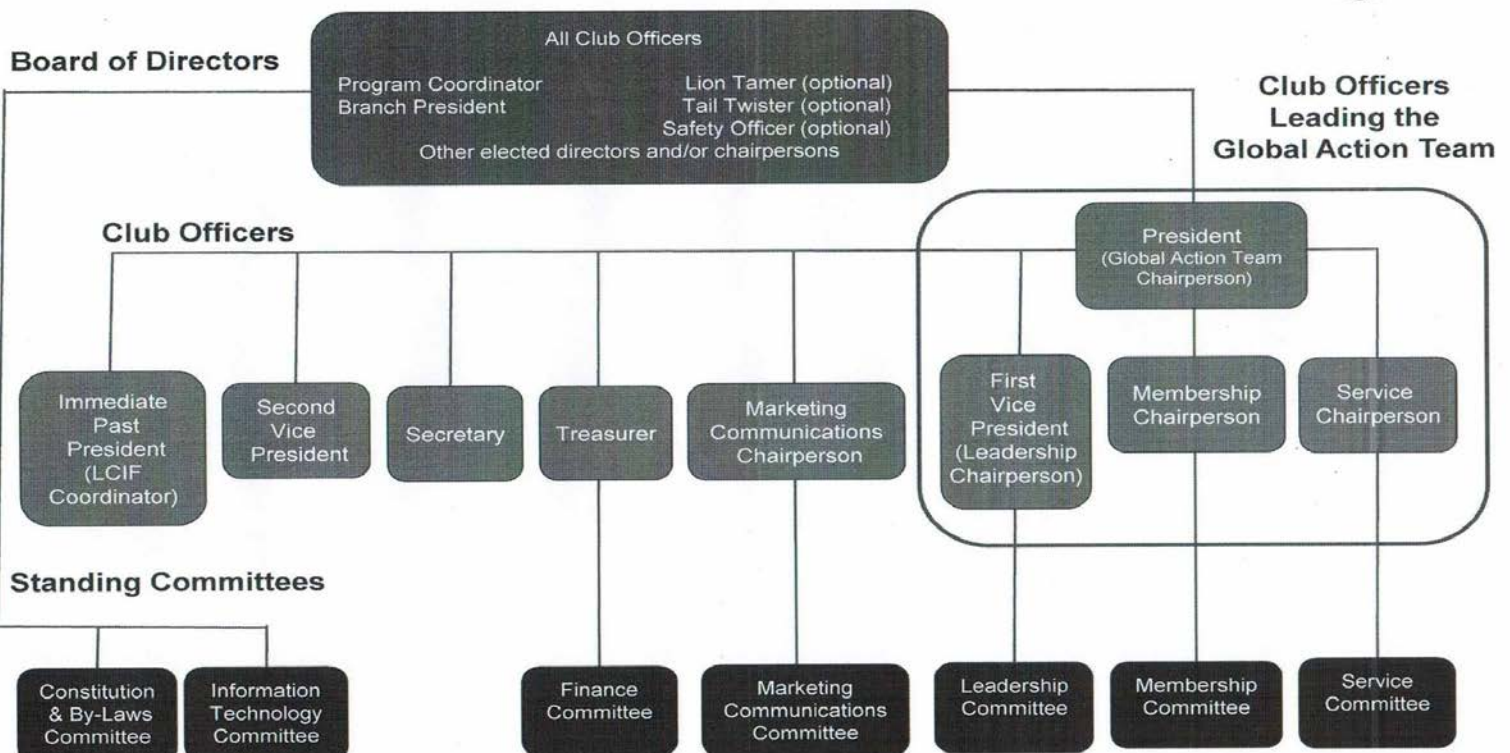 All Club Officers
Board of Directors
Program Coordinator
Lion Tamer (optional)
Branch President
Tail Twister (optional)
Safety Officer (optional)
Other elected directors and/or chairpersons
Club Officers
Leading the
Global Action Team
Club Officers
President
(Global Action Team
Chairperson)
Immediate
Past
President
(LCIF
Coordinator)
Second
Vice
President
Secretary
Treasurer
Marketing
Communications
Chairperson
First
Vice
President
(Leadership
Chairperson)
Membership
Chairperson
Service
Chairperson
Standing Committees
Constitution
& By-Laws
Committee
Information
Technology
Committee
Finance
Committee
Marketing
Communications
Committee
Leadership
Committee
Membership
Committee
Service
Committee